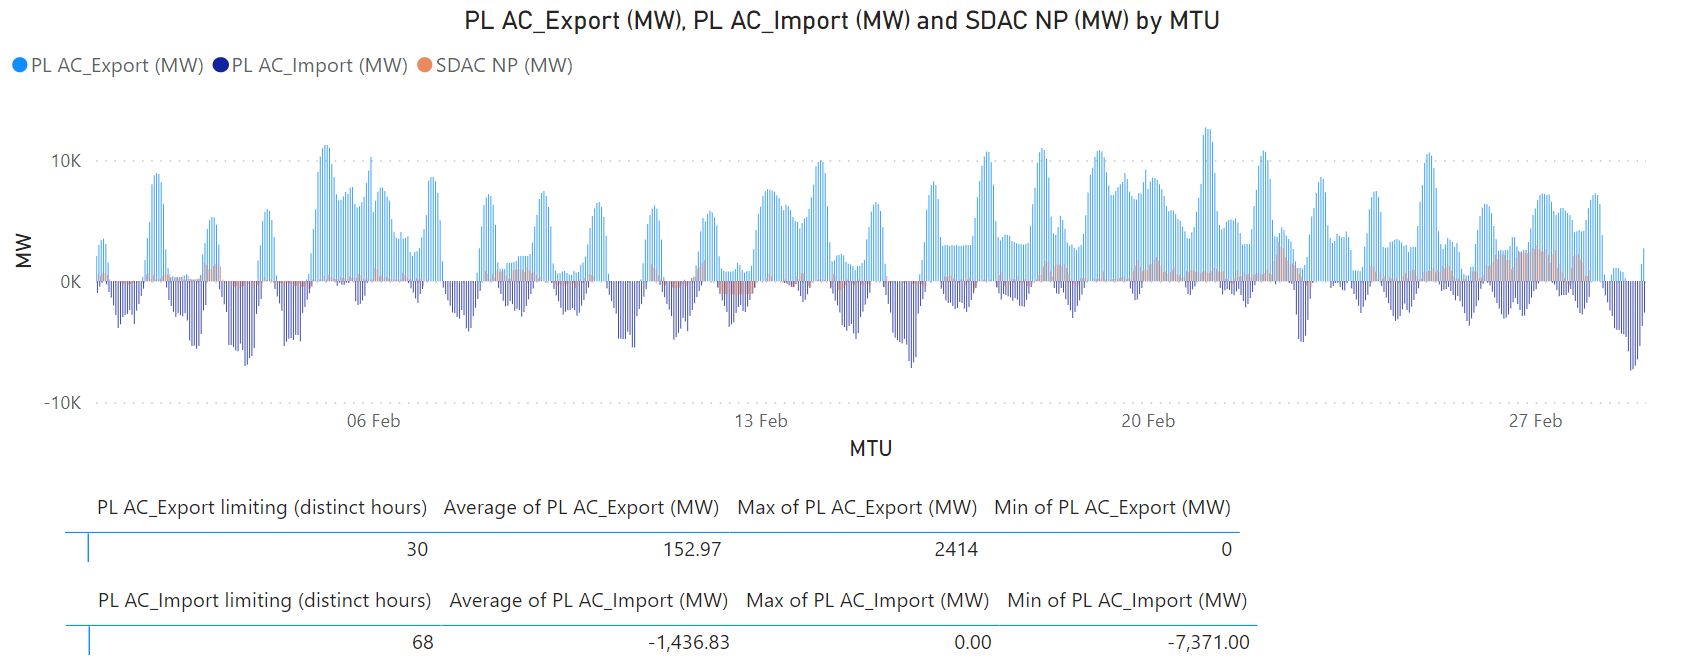 PL AC_Export (MW), PL AC_Import (MW) and SDAC NP (MW) by MTU
PL AC_Export (MW) PL AC_Import (MW) SDAC NP (MW)
10K
0K
-10K
MW
06 Feb 13 Feb 20 Feb 27 Feb
MTU
PL AC_Export limiting (distinct hours) Average of PL AC_Export (MW) Max of PL AC_Export (MW) Min of PL AC_Export (MW)
30 152.97 2414 0
PL AC_Import limiting (distinct hours) Average of PL AC_Import (MW) Max of PL AC_Import (MW) Min of PL AC_Import (MW)
68 -1,436.83 0.00 -7,371.00